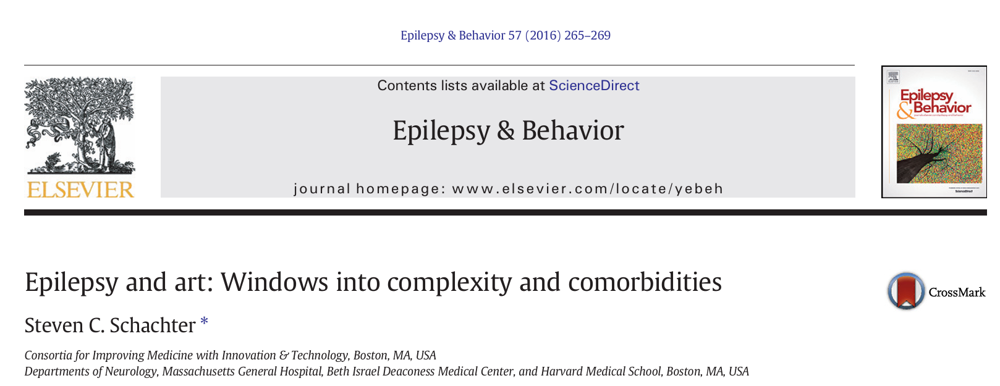 Epilepsy & Behavior 57 (2016) 265–269
Contents lists available at ScienceDirect
Epilepsy & Behavior
journal homepage: www.elsevier.com/locate/yebeh
ELSEVIER
Epilepsy
& Behavior
ScienceDirect
Epilepsy and art: Windows into complexity and comorbidities
CrossMark
Steven C. Schachter *
Consortia for Improving Medicine with Innovation & Technology, Boston, MA, USA
Departments of Neurology, Massachusetts General Hospital, Beth Israel Deaconess Medical Center, and Harvard Medical School, Boston, MA, USA